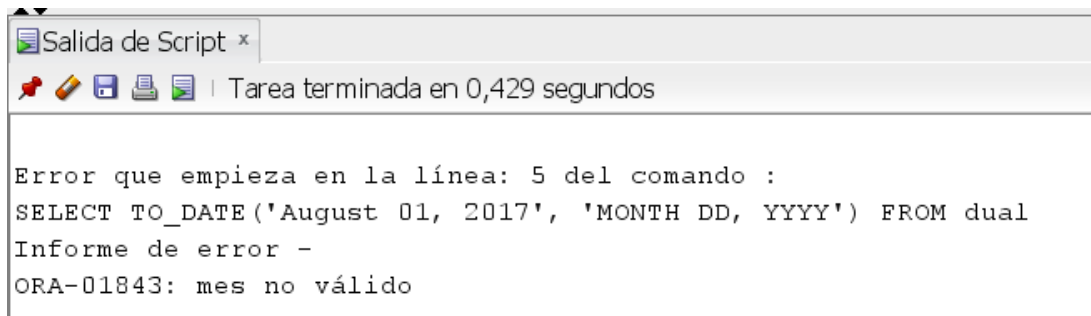 Salida de Script ×
Tarea terminada en 0,429 segundos
Error que empieza en la línea: 5 del comando :
SELECT TO_DATE('August 01, 2017', 'MONTH DD, YYYY') FROM dual
Informe de error -
ORA-01843: mes no válido